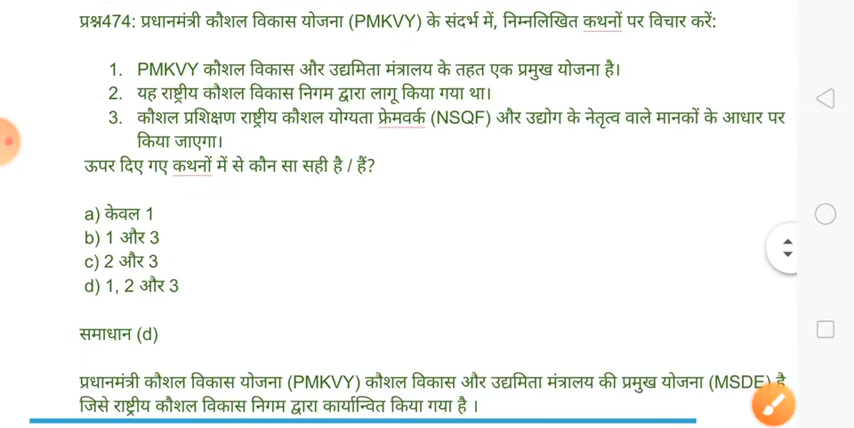 प्रश्न474: प्रधानमंत्री कौशल विकास योजना (PMKVY) के संदर्भ में, निम्नलिखित कथनों पर विचार करें:
1. PMKVY कौशल विकास और उद्यमिता मंत्रालय के तहत एक प्रमुख योजना है।
2. यह राष्ट्रीय कौशल विकास निगम द्वारा लागू किया गया था।
3. कौशल प्रशिक्षण राष्ट्रीय कौशल योग्यता फ्रेमवर्क (NSQF) और उद्योग के नेतृत्व वाले मानकों के आधार पर
किया जाएगा।
ऊपर दिए गए कथनों में से कौन सा सही है / हैं?
a) केवल 1
b) 1 और 3
c) 2 और 3
d) 1, 2 और 3
समाधान (d)
प्रधानमंत्री कौशल विकास योजना (PMKVY) कौशल विकास और उद्यमिता मंत्रालय की प्रमुख योजना (MSDE) है
जिसे राष्ट्रीय कौशल विकास निगम द्वारा कार्यान्वित किया गया है ।